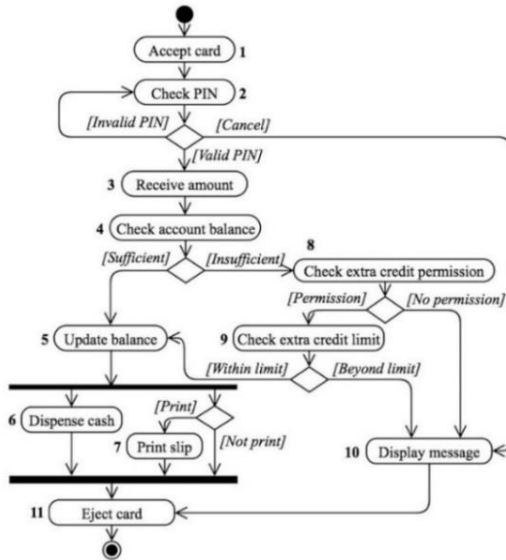 Accept card 1
Check PIN 2
[Invalid PIN] [Cancel]
[Valid PIN]
3 Receive amount
4 Check account balance
8
[Sufficient] [Insufficient] Check extra credit permission
[Permission] [No permission]
5 Update balance 9 Check extra credit limit
[Within limit] [Beyond limit]
[Print]
6 Dispense cash
7 Print slip [Not print] 10 Display message
11 Eject card